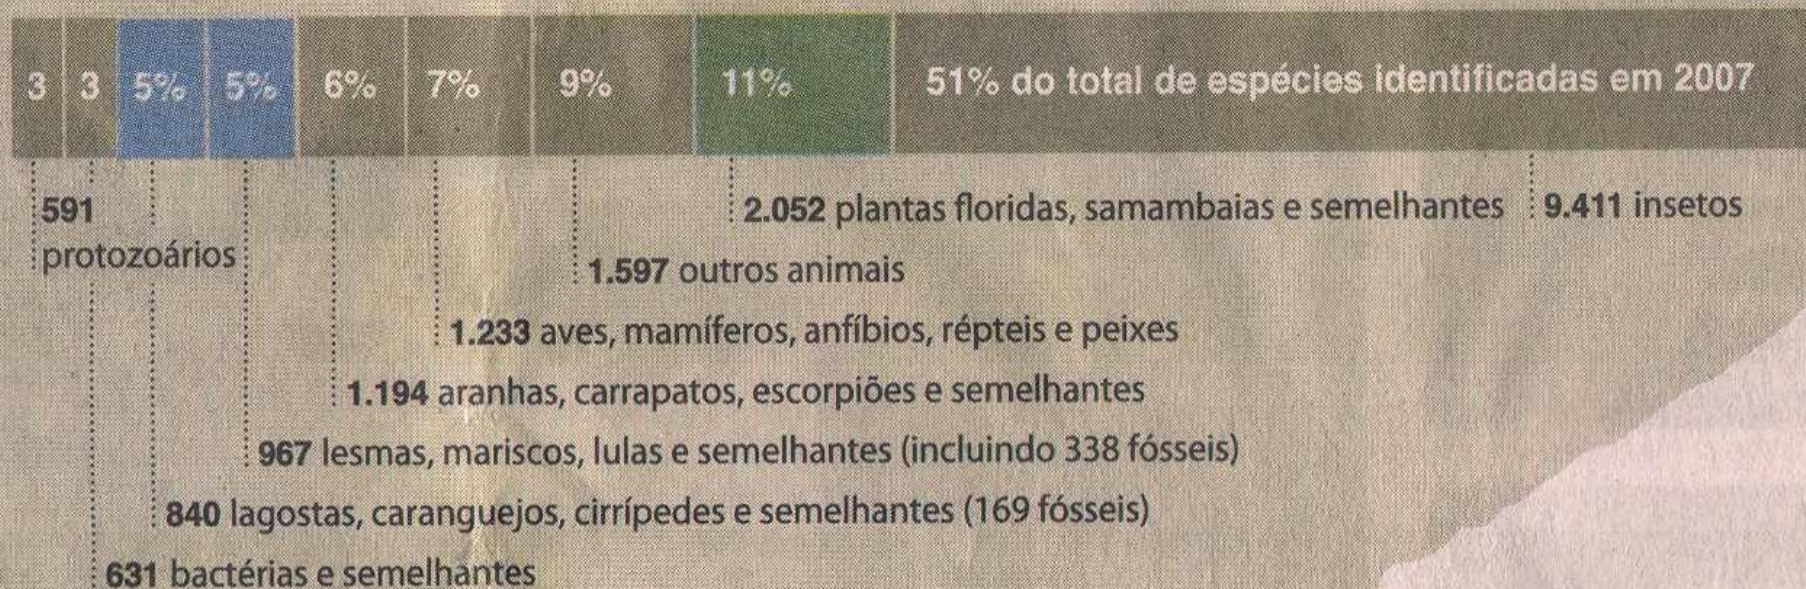 3 3 5% 5% 6% 7% 9% 11% 51% do total de espécies identificadas em 2007
591
protozoários
2.052 plantas floridas, samambaias e semelhantes
9.411 insetos
1.597 outros animais
1.233 aves, mamíferos, anfíbios, répteis e peixes
1.194 aranhas, carrapatos, escorpiões e semelhantes
967 lesmas, mariscos, lulas e semelhantes (incluindo 338 fósseis)
840 lagostas, caranguejos, cirrípedes e semelhantes (169 fósseis)
631 bactérias e semelhantes